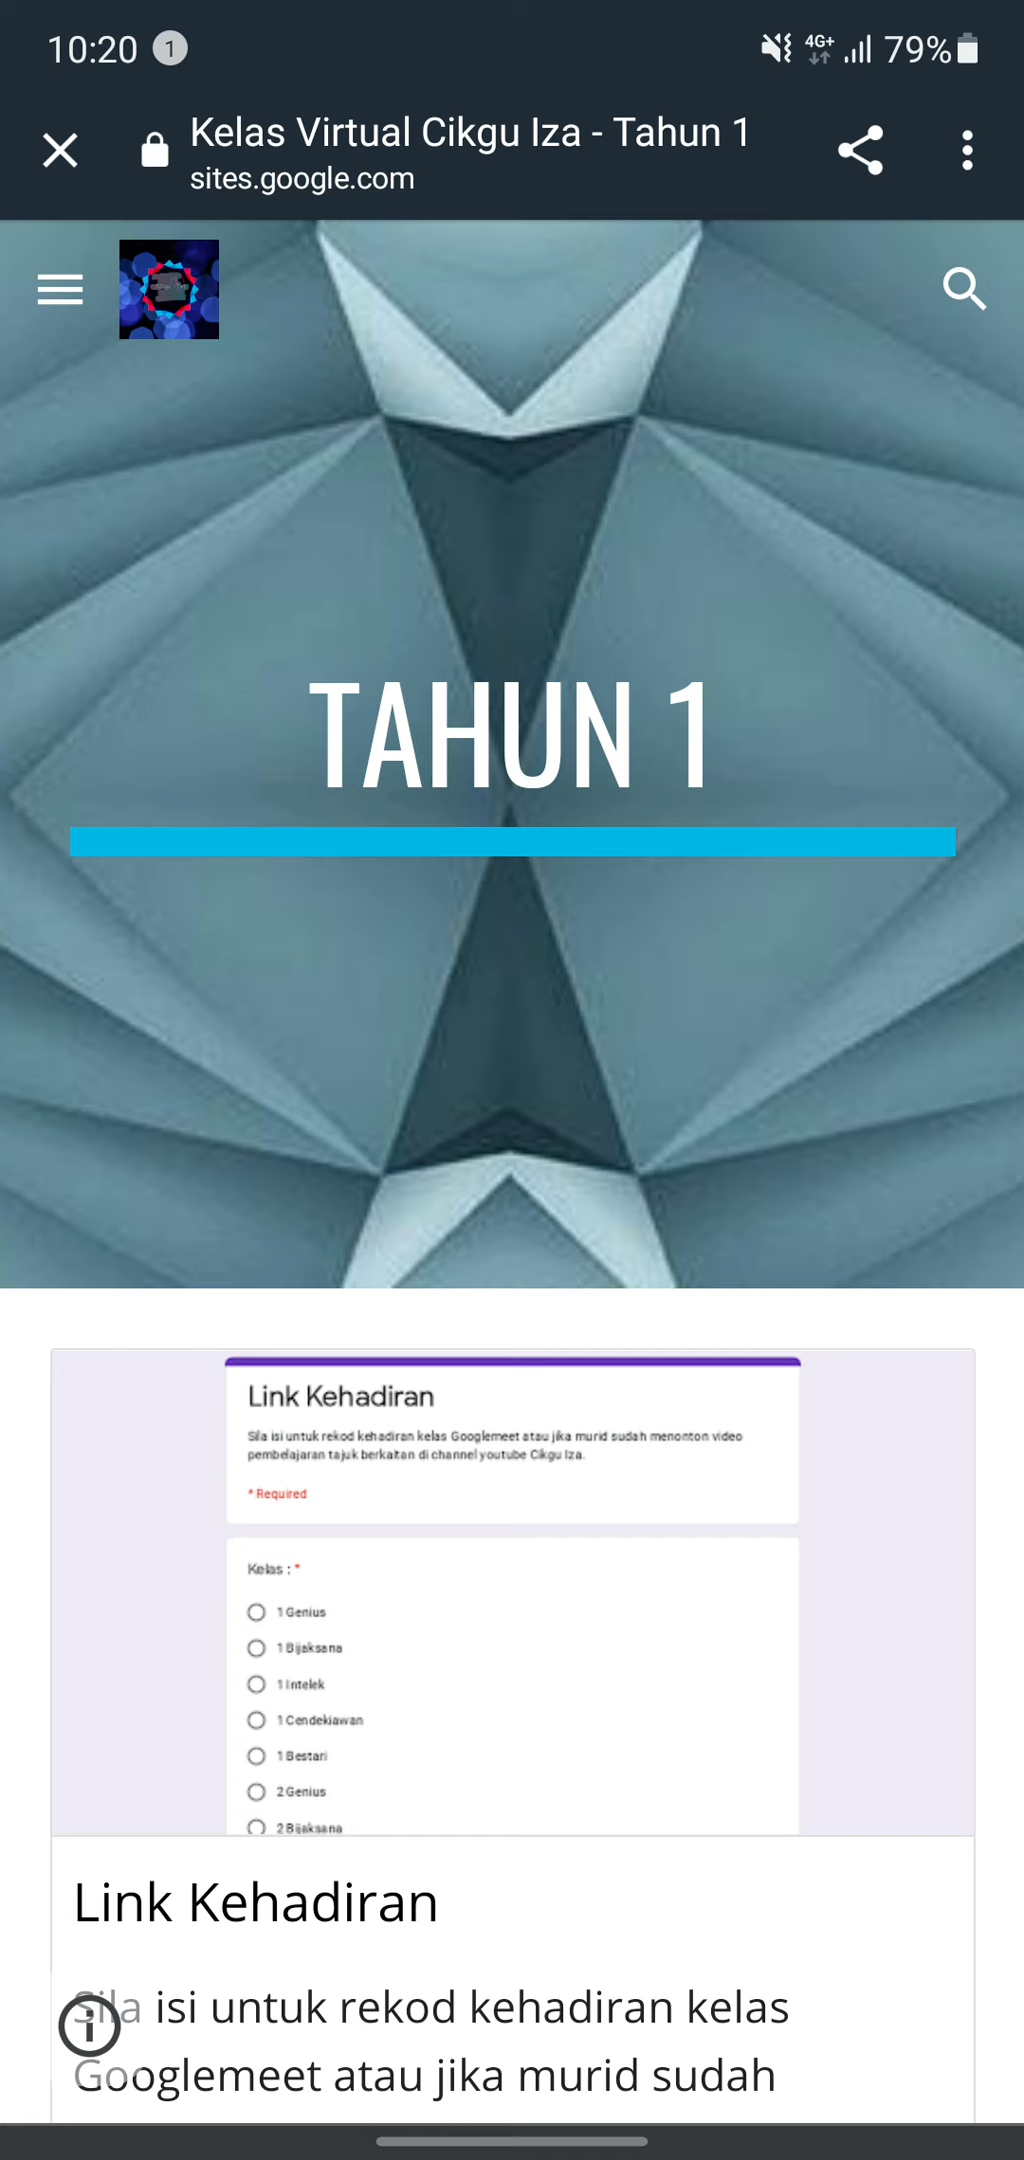 10:20
1
4G+
79%
Kelas Virtual Cikgu Iza - Tahun 1
sites.google.com
TAHUN 1
Link Kehadiran
Sila isi untuk rekod kehadiran kelas Googlemeet atau jika murid sudah menonton video
pembelajaran tajuk berkaitan di channel youtube Cikgu Iza.
* Required
Kelas : *
1 Genius
1 Bijaksana
1 Intelek
1 Cendekiawan
1 Bestari
2 Genius
2 Bijaksana
Link Kehadiran
Sila isi untuk rekod kehadiran kelas
Googlemeet atau jika murid sudah